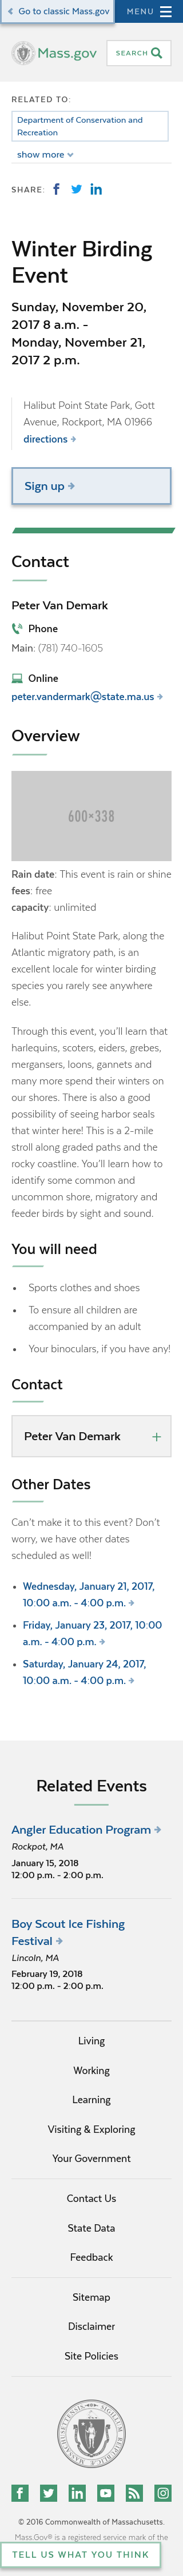 Go to classic Mass.gov
MENU
Mass.gov
SEARCH
RELATED TO:
Department of Conservation and
Recreation
show more
SHARE:
Winter Birding
Event
Sunday, November 20,
2017 8 a.m. -
Monday, November 21,
2017 2 p.m.
Halibut Point State Park, Gott
Avenue, Rockport, MA 01966
directions
Sign up
Contact
Peter Van Demark
Phone
Main: (781) 740-1605
Online
peter.vandermark@state.ma.us
Overview
600×338
Rain date: This event is rain or shine
fees: free
capacity: unlimited
Halibut Point State Park, along the
Atlantic migratory path, is an
excellent locale for winter birding
species you rarely see anywhere
else.
Through this event, you'll learn that
harlequins, scoters, eiders, grebes,
mergansers, loons, gannets and
many more spend their winters on
our shores. There is also a good
possibility of seeing harbor seals
that winter here! This is a 2-mile
stroll along graded paths and the
rocky coastline. You'll learn how to
identify some common and
uncommon shore, migratory and
feeder birds by sight and sound.
You will need
Sports clothes and shoes
To ensure all children are
accompanied by an adult
Your binoculars, if you have any!
Contact
Peter Van Demark
Other Dates
Can't make it to this event? Don't
worry, we have other dates
scheduled as well!
Wednesday, January 21, 2017,
10:00 a.m. - 4:00 p.m.
Friday, January 23, 2017, 10:00
a.m. - 4:00 p.m.
Saturday, January 24, 2017,
10:00 a.m. - 4:00 p.m.
Related Events
Angler Education Program
Rockpot, MA
January 15, 2018
12:00 p.m. - 2:00 p.m.
Boy Scout Ice Fishing
Festival
Lincoln, MA
February 19, 2018
12:00 p.m. - 2:00 p.m.
Living
Working
Learning
Visiting & Exploring
Your Government
Contact Us
State Data
Feedback
Sitemap
Disclaimer
Site Policies
© 2016 Commonwealth of Massachusetts.
Mass.Gov® is a registered service mark of the
TELL US WHAT YOU THINK